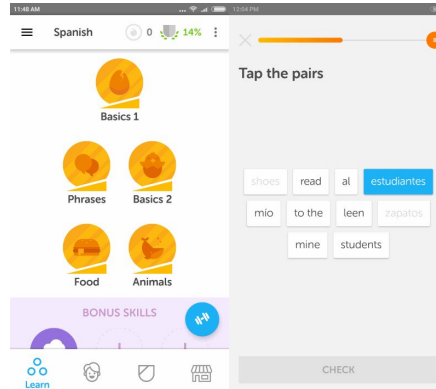 11:48 AM
Spanish 0 14%
Basics 1
Phrases Basics 2
Food Animals
BONUS SKILLS
Learn
12:04 PM
Tap the pairs
shoes read al estudiantes
mío to the leen zapatos
mine students
CHECK